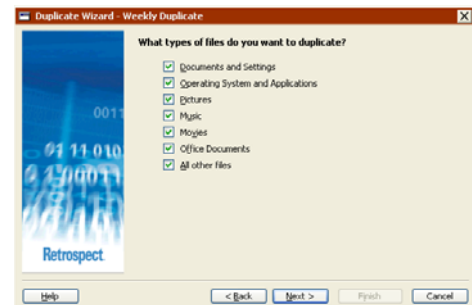 Duplicate Wizard - Weekly Duplicate
What types of files do you want to duplicate?
Documents and Settings
Operating System and Applications
Pictures
Music
Movies
Office Documents
All other files
0011
01 11 010
Retrospect.
Help
< Back
Next >
Finish
Cancel